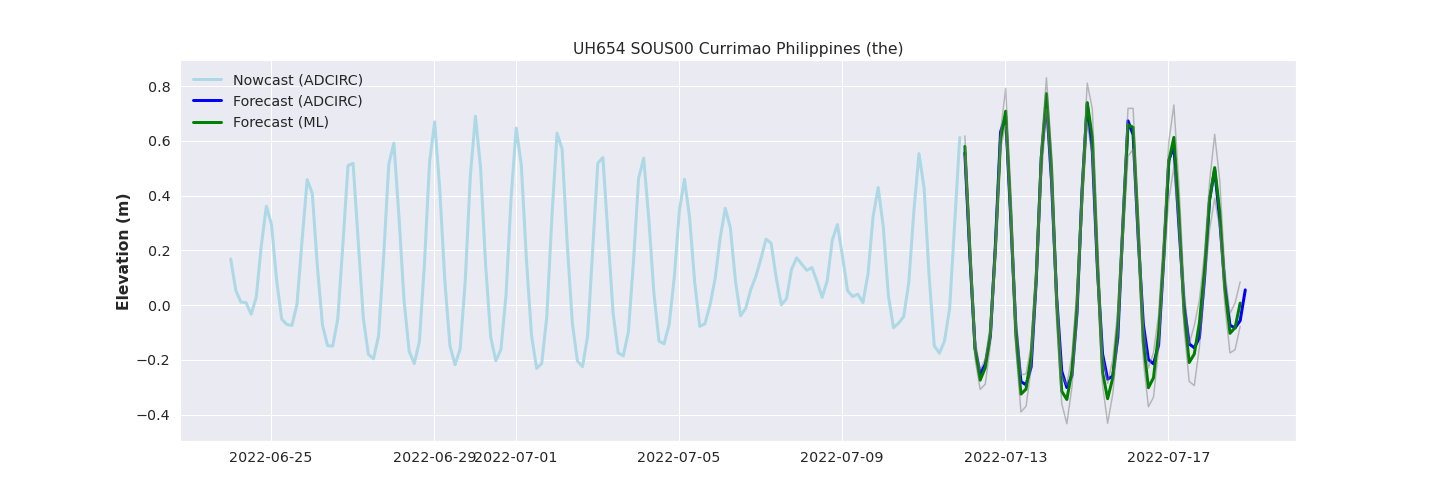 UH654 SOUS00 Currimao Philippines (the)
Nowcast (ADCIRC)
Forecast (ADCIRC)
Forecast (ML)
Elevation (m)
0.8
0.6
0.4
0.2
0.0
−0.2
−0.4
2022-06-25 2022-06-29 2022-07-01 2022-07-05 2022-07-09 2022-07-13 2022-07-17